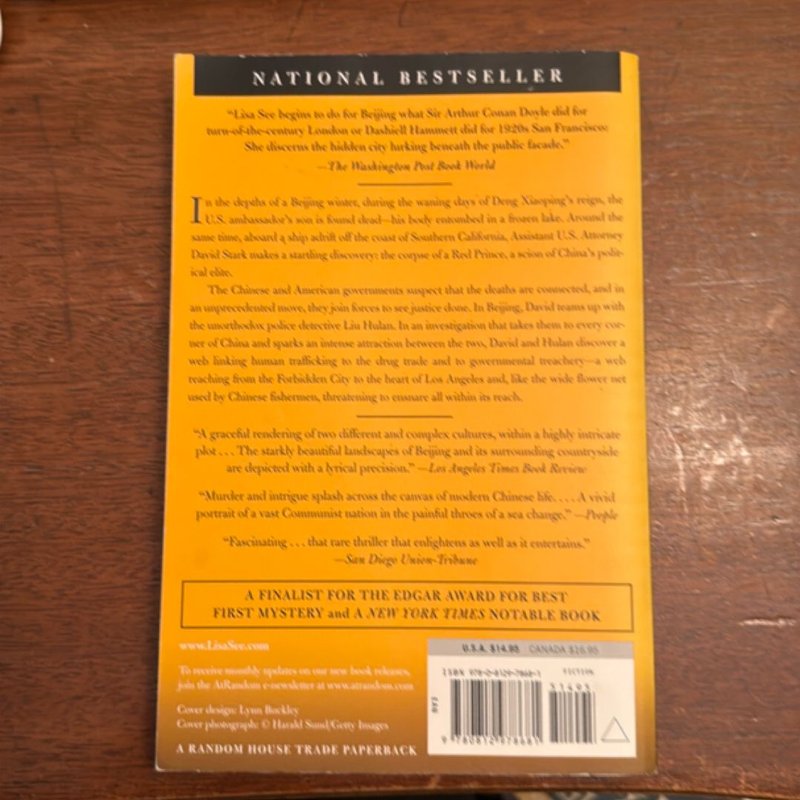 NATIONAL BESTSELLER
“Lisa See begins to do for Beijing what Sir Arthur Conan Doyle did for
turn-of-the-century London or Dashiell Hammett did for 1920s San Francisco:
She discerns the hidden city lurking beneath the public facade.”
—The Washington Post Book World
In the depths of a Beijing winter, during the waning days of Deng Xiaoping’s reign, the
U.S. ambassador’s son is found dead—his body entombed in a frozen lake. Around the
same time, aboard a ship adrift off the coast of Southern California, Assistant U.S. Attorney
David Stark makes a startling discovery: the corpse of a Red Prince, a scion of China’s polit-
ical elite.
The Chinese and American governments suspect that the deaths are connected, and in
an unprecedented move, they join forces to see justice done. In Beijing, David teams up with
the unorthodox police detective Liu Hulan. In an investigation that takes them to every cor-
ner of China and sparks an intense attraction between the two, David and Hulan discover a
web linking human trafficking to the drug trade and to governmental treachery—a web
reaching from the Forbidden City to the heart of Los Angeles and, like the wide flower net
used by Chinese fishermen, threatening to ensnare all within its reach.
“A graceful rendering of two different and complex cultures, within a highly intricate
plot . . . The starkly beautiful landscapes of Beijing and its surrounding countryside
are depicted with a lyrical precision.” —Los Angeles Times Book Review
“Murder and intrigue splash across the canvas of modern Chinese life. . . . A vivid
portrait of a vast Communist nation in the painful throes of a sea change.” —People
“Fascinating . . . that rare thriller that enlightens as well as it entertains.”
—San Diego Union-Tribune
A FINALIST FOR THE EDGAR AWARD FOR BEST
FIRST MYSTERY and A NEW YORK TIMES NOTABLE BOOK
www.LisaSee.com
To receive monthly updates on our new book releases,
join the AtRandom e-newsletter at www.atrandom.com
Cover design: Lynn Buckley
Cover photograph: © Harald Sund/Getty Images
A RANDOM HOUSE TRADE PAPERBACK
U.S.A. $14.95 CANADA $16.95
ISBN 978-0-8129-7868-1 FICTION
51495
EXO
9 780812 978681